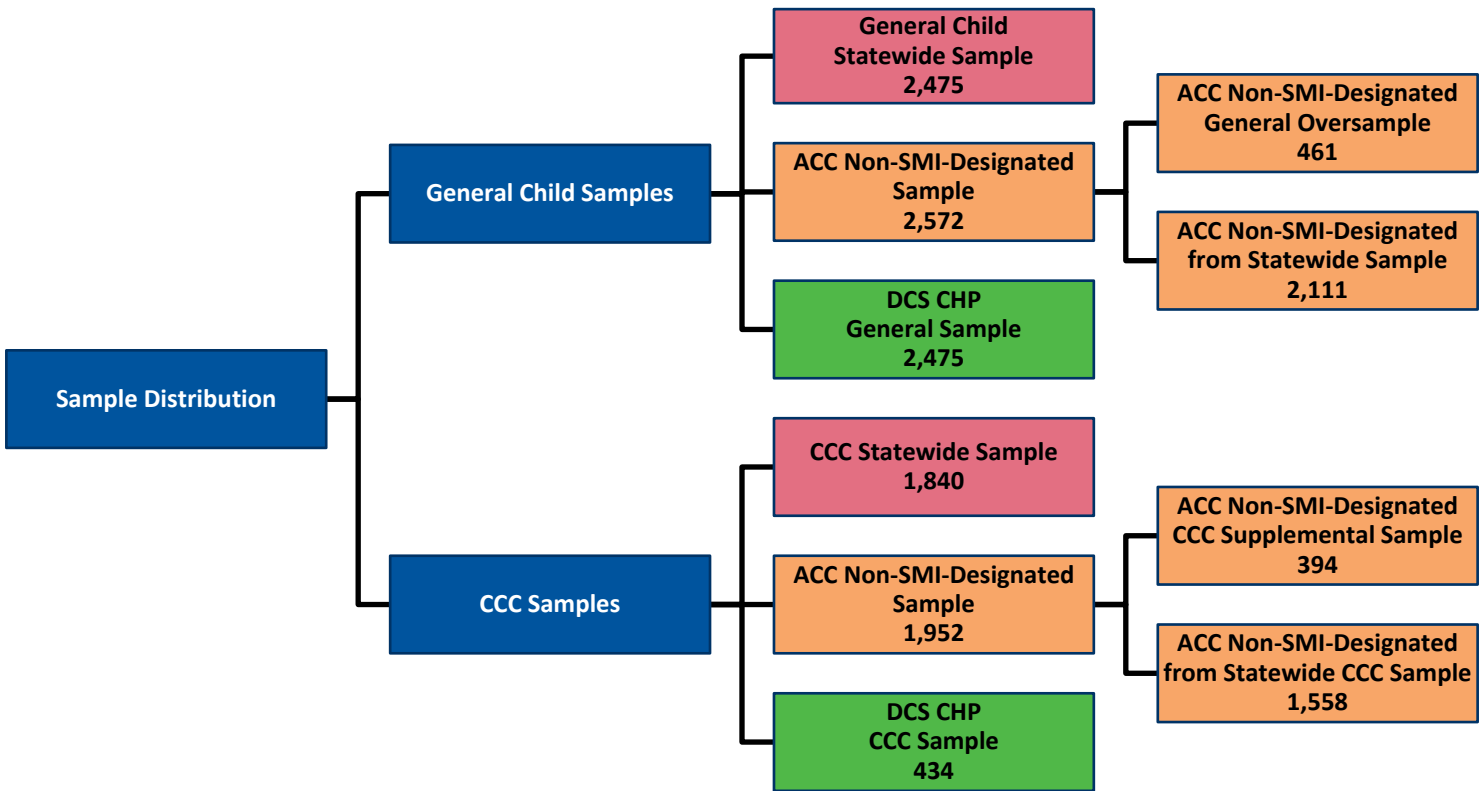 Sample Distribution
General Child Samples
General Child
Statewide Sample
2,475
ACC Non-SMI-Designated
Sample
2,572
ACC Non-SMI-Designated
General Oversample
461
ACC Non-SMI-Designated
from Statewide Sample
2,111
DCS CHP
General Sample
2,475
CCC Samples
CCC Statewide Sample
1,840
ACC Non-SMI-Designated
Sample
1,952
ACC Non-SMI-Designated
CCC Supplemental Sample
394
ACC Non-SMI-Designated
from Statewide CCC Sample
1,558
DCS CHP
CCC Sample
434